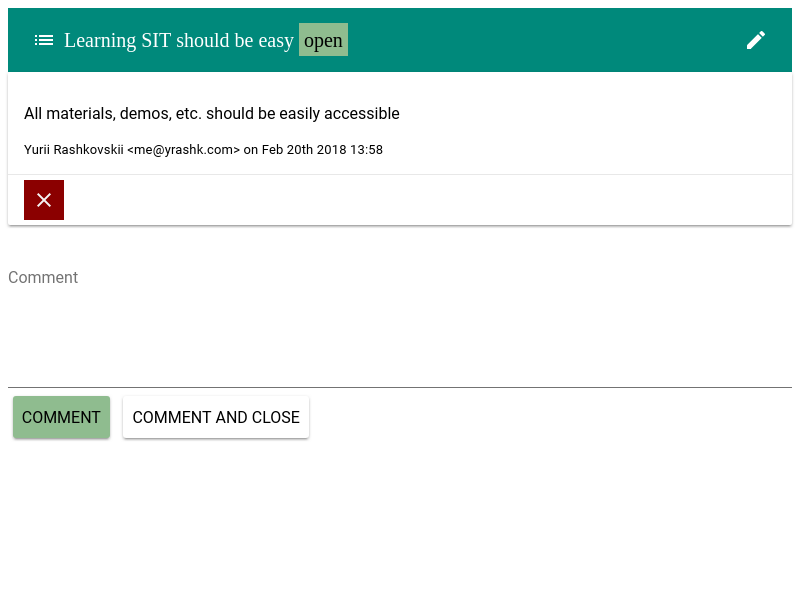 Learning SIT should be easy open
All materials, demos, etc. should be easily accessible
Yurii Rashkovskii <me@yrashk.com> on Feb 20th 2018 13:58
Comment
COMMENT COMMENT AND CLOSE